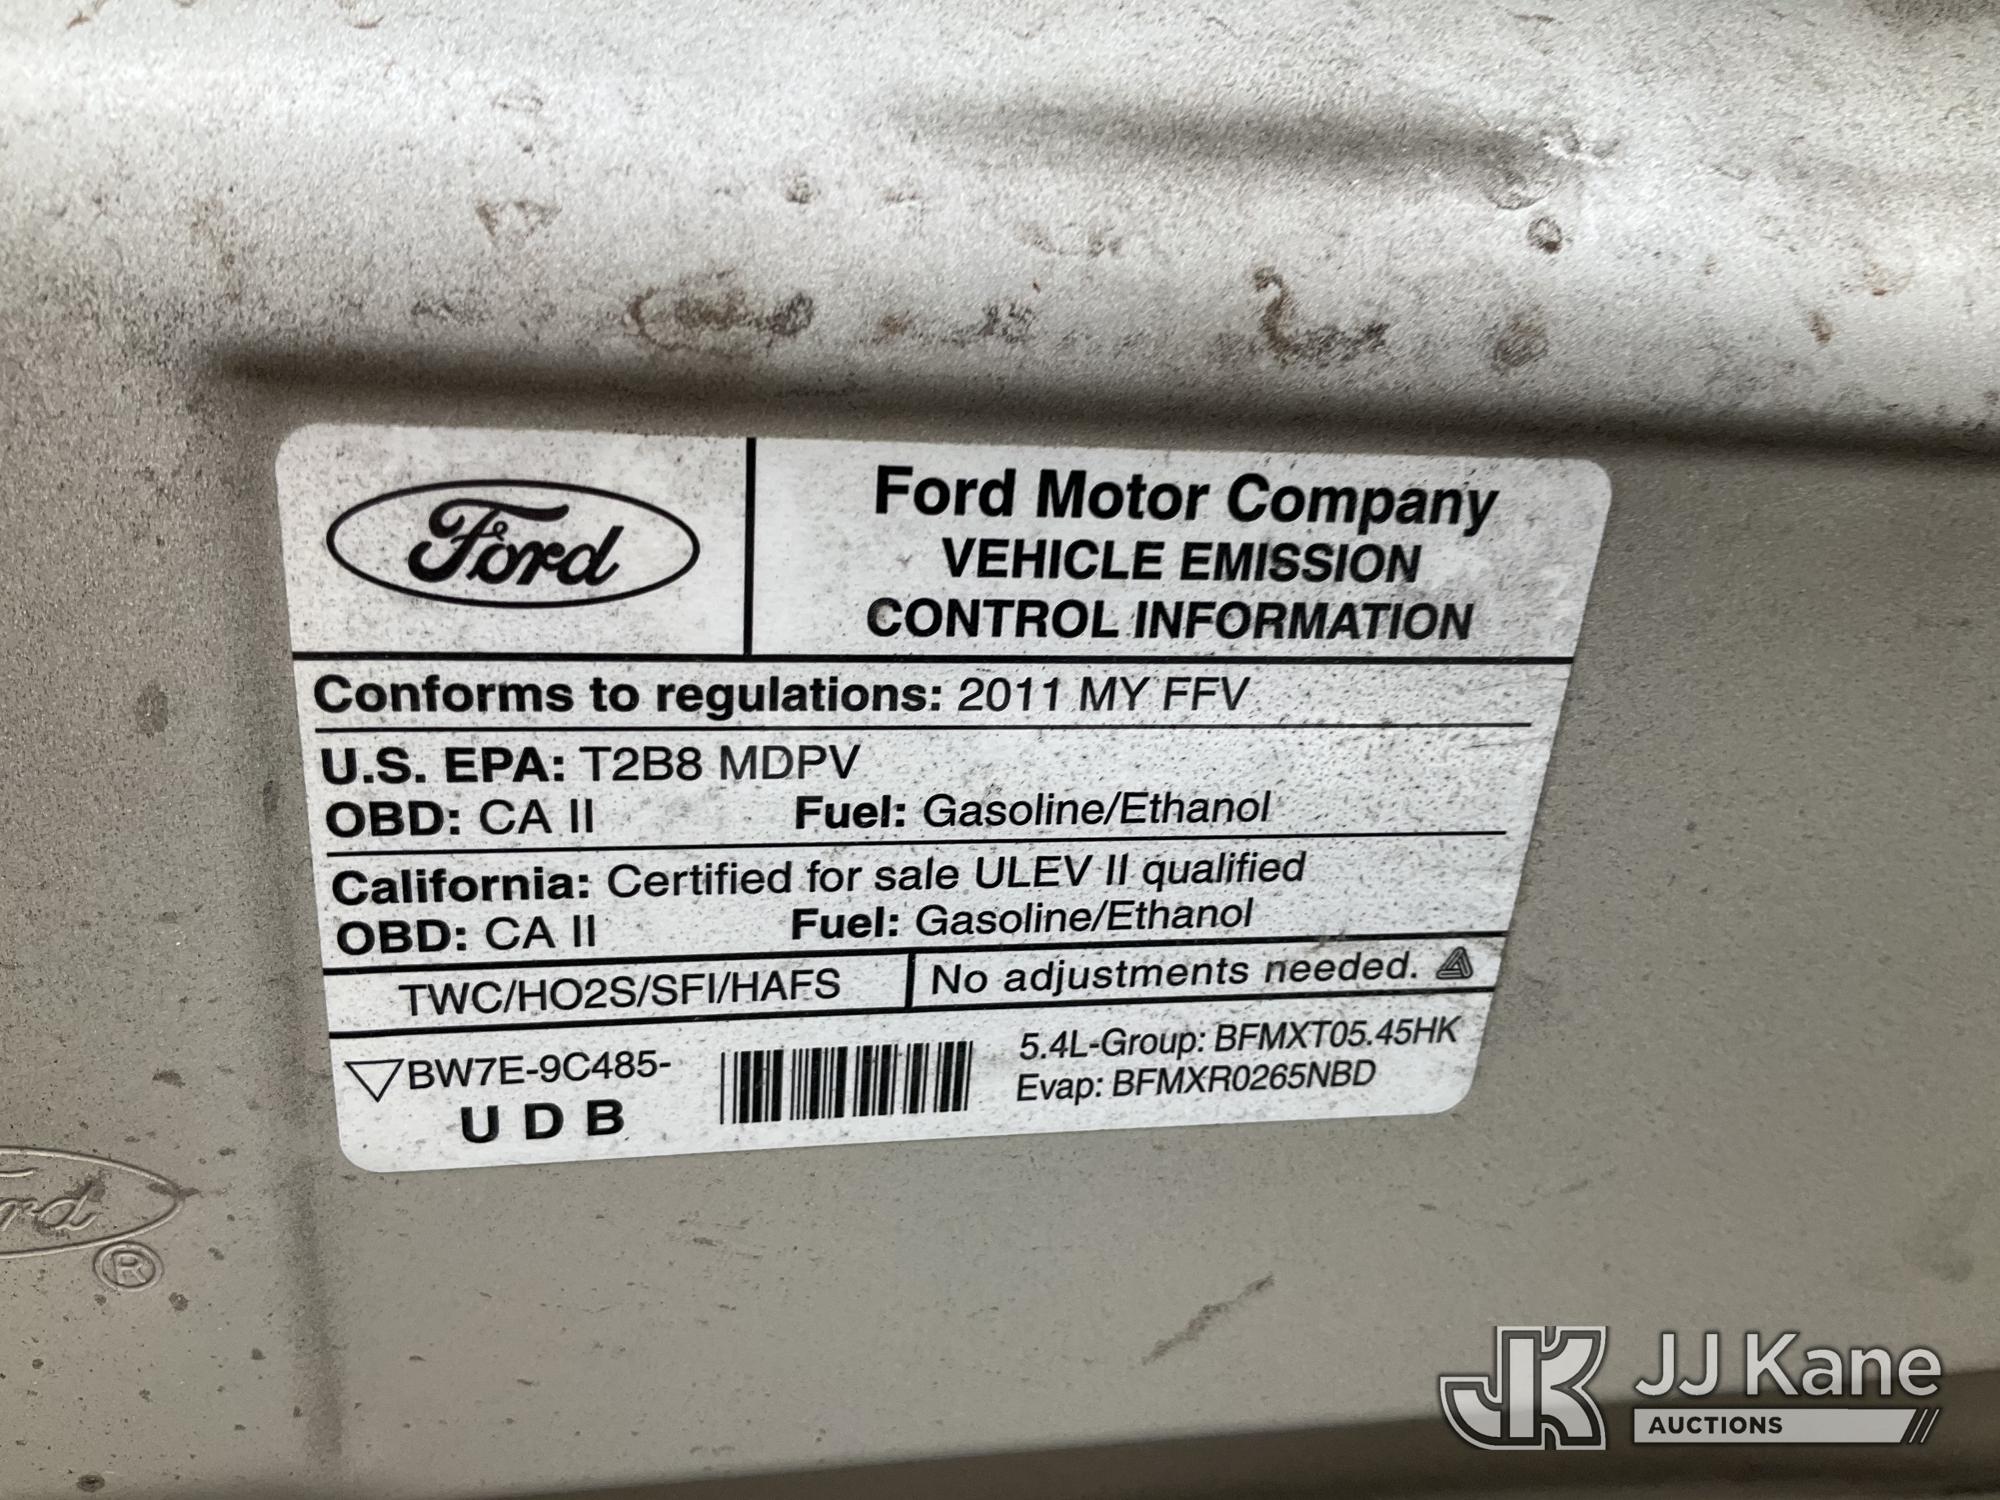 Ford
Ford Motor Company
VEHICLE EMISSION
CONTROL INFORMATION
Conforms to regulations: 2011 MY FFV
U.S. EPA: T2B8 MDPV
OBD: CA II Fuel: Gasoline/Ethanol
California: Certified for sale ULEV II qualified
OBD: CA II Fuel: Gasoline/Ethanol
TWC/HO2S/SFI/HAFS No adjustments needed.
BW7E-9C485-
U D B
5.4L-Group: BFMXT05.45HK
Evap: BFMXR0265NBD
rd
®
JK JJ Kane
AUCTIONS